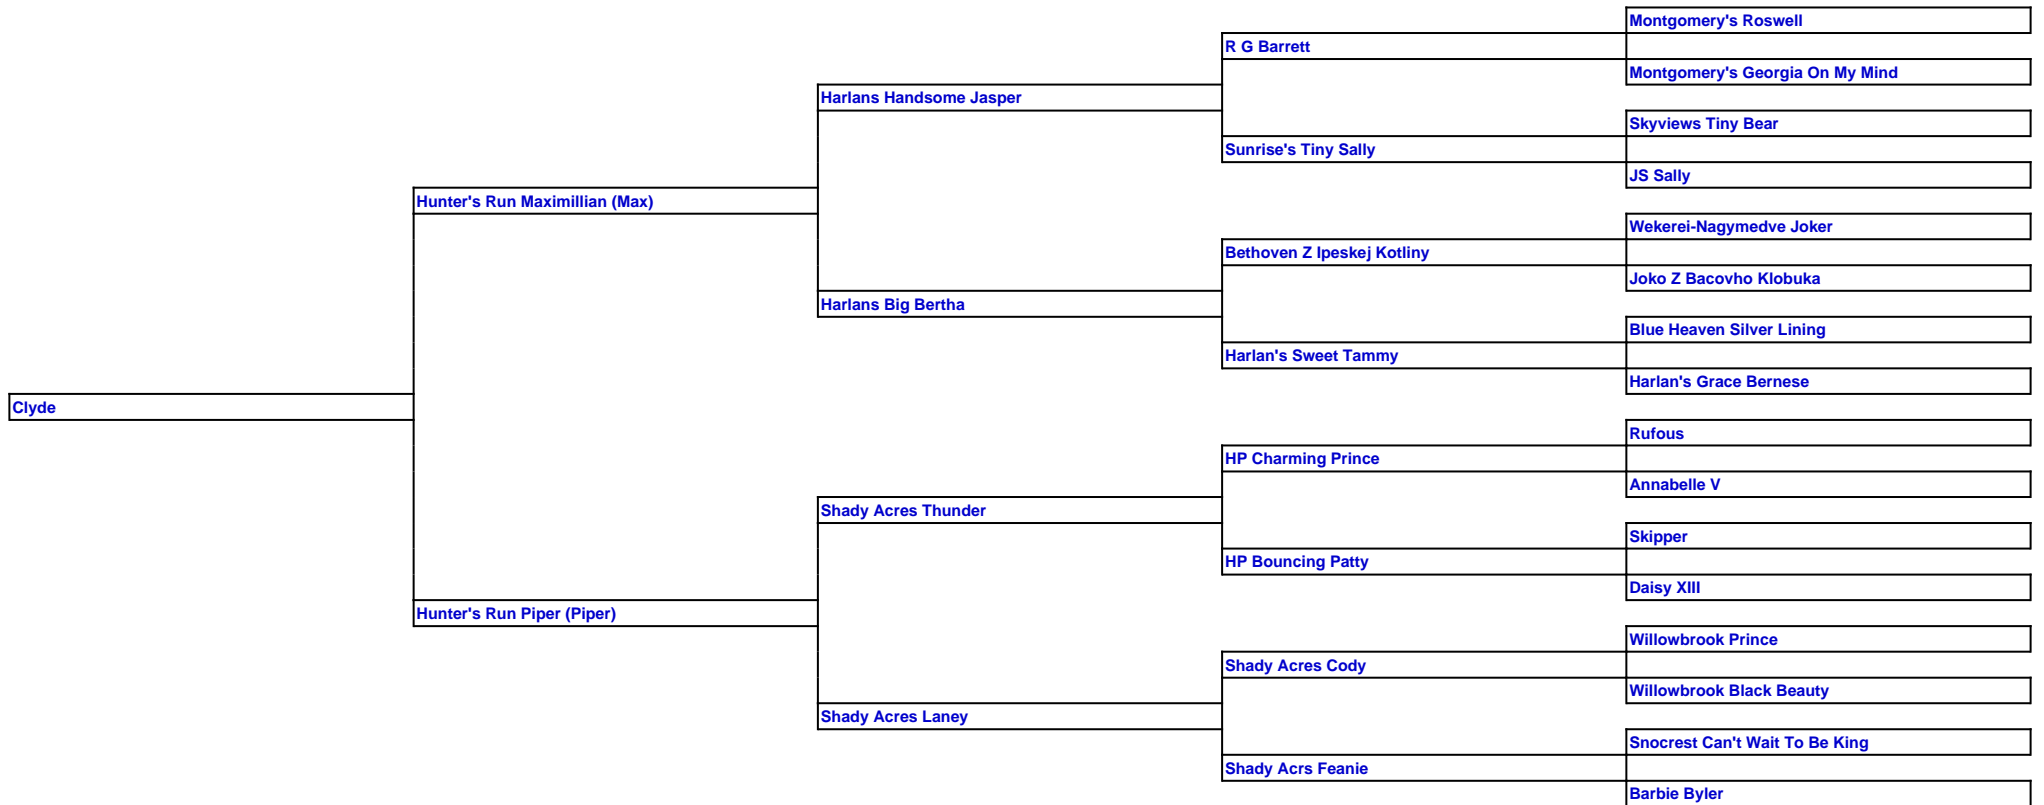 Montgomery's Roswell
R G Barrett
Montgomery's Georgia On My Mind
Harlans Handsome Jasper
Skyviews Tiny Bear
Sunrise's Tiny Sally
JS Sally
Hunter's Run Maximillian (Max)
Wekerei-Nagymedve Joker
Bethoven Z Ipeskej Kotliny
Joko Z Bacovho Klobuka
Harlans Big Bertha
Blue Heaven Silver Lining
Harlan's Sweet Tammy
Harlan's Grace Bernese
Clyde
Rufous
HP Charming Prince
Annabelle V
Shady Acres Thunder
Skipper
HP Bouncing Patty
Daisy XIII
Hunter's Run Piper (Piper)
Willowbrook Prince
Shady Acres Cody
Willowbrook Black Beauty
Shady Acres Laney
Snocrest Can't Wait To Be King
Shady Acrs Feanie
Barbie Byler